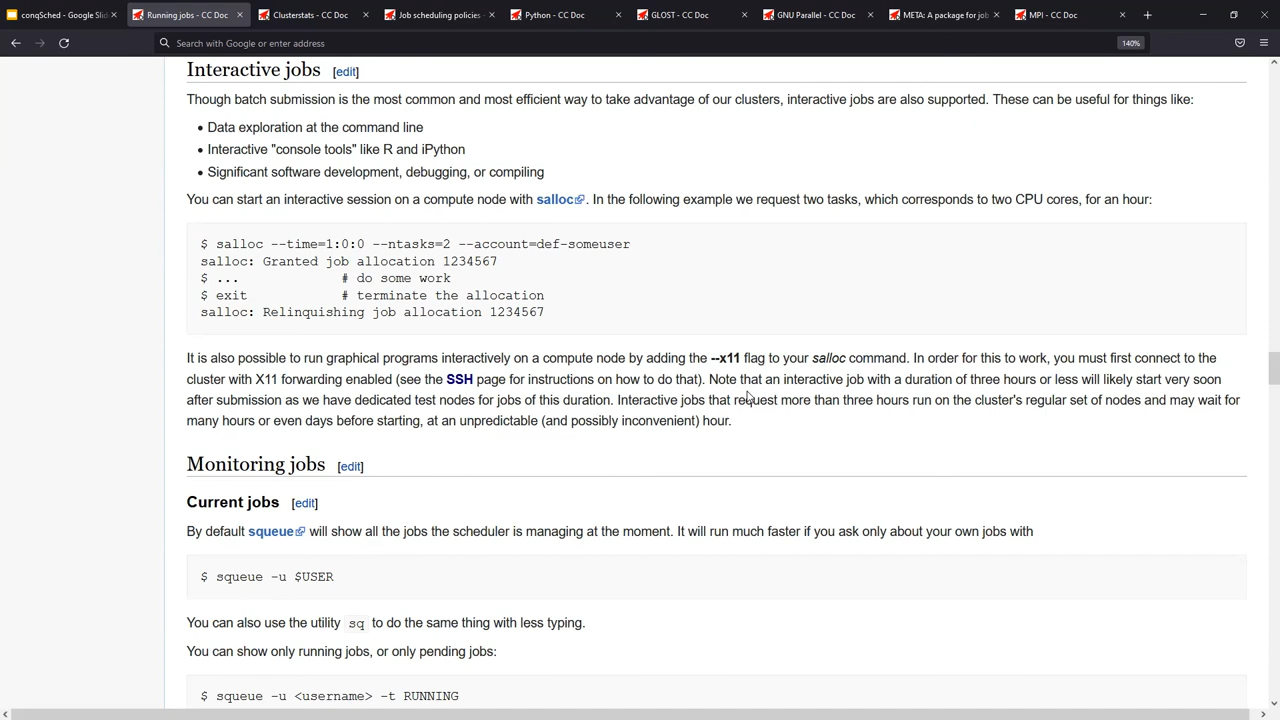 conqSched - Google Slid
Running jobs - CC Doc
Clusterstats - CC Doc
Job scheduling policies -
Python - CC Doc
GLOST - CC Doc
GNU Parallel - CC Doc
META: A package for job
MPI - CC Doc
Search with Google or enter address
140%
Interactive jobs [edit]
Though batch submission is the most common and most efficient way to take advantage of our clusters, interactive jobs are also supported. These can be useful for things like:
• Data exploration at the command line
• Interactive "console tools" like R and iPython
• Significant software development, debugging, or compiling
You can start an interactive session on a compute node with salloc. In the following example we request two tasks, which corresponds to two CPU cores, for an hour:
$ salloc --time=1:0:0 --ntasks=2 --account=def-someuser
salloc: Granted job allocation 1234567
$ ... # do some work
$ exit # terminate the allocation
salloc: Relinquishing job allocation 1234567
It is also possible to run graphical programs interactively on a compute node by adding the --x11 flag to your salloc command. In order for this to work, you must first connect to the
cluster with X11 forwarding enabled (see the SSH page for instructions on how to do that). Note that an interactive job with a duration of three hours or less will likely start very soon
after submission as we have dedicated test nodes for jobs of this duration. Interactive jobs that request more than three hours run on the cluster's regular set of nodes and may wait for
many hours or even days before starting, at an unpredictable (and possibly inconvenient) hour.
Monitoring jobs [edit]
Current jobs [edit]
By default squeue will show all the jobs the scheduler is managing at the moment. It will run much faster if you ask only about your own jobs with
$ squeue -u $USER
You can also use the utility sq to do the same thing with less typing.
You can show only running jobs, or only pending jobs:
$ squeue -u <username> -t RUNNING